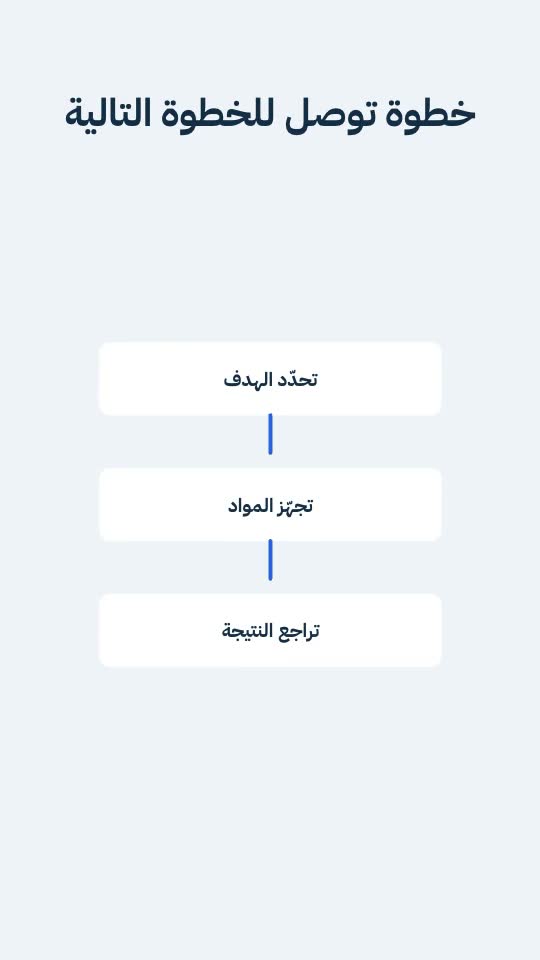 خطوة توصل للخطوة التالية
تحدّد الهدف
تجهّز المواد
تراجع النتيجة